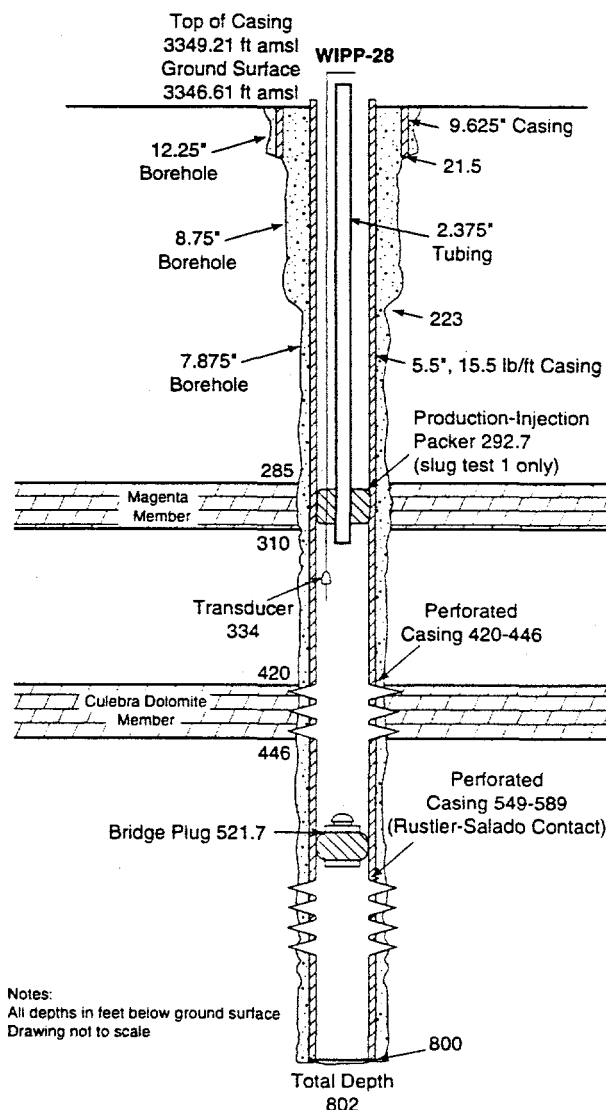 Top of Casing
3349.21 ft amsl
Ground Surface
3346.61 ft amsl
WIPP-28
12.25"
Borehole
9.625" Casing
21.5
8.75"
Borehole
2.375"
Tubing
223
7.875"
Borehole
5.5", 15.5 lb/ft Casing
Production-Injection
Packer 292.7
(slug test 1 only)
285
Magenta
Member
310
Transducer
334
Perforated
Casing 420-446
420
Culebra Dolomite
Member
446
Perforated
Casing 549-589
(Rustler-Salado Contact)
Bridge Plug 521.7
Notes:
All depths in feet below ground surface
Drawing not to scale
800
Total Depth
802